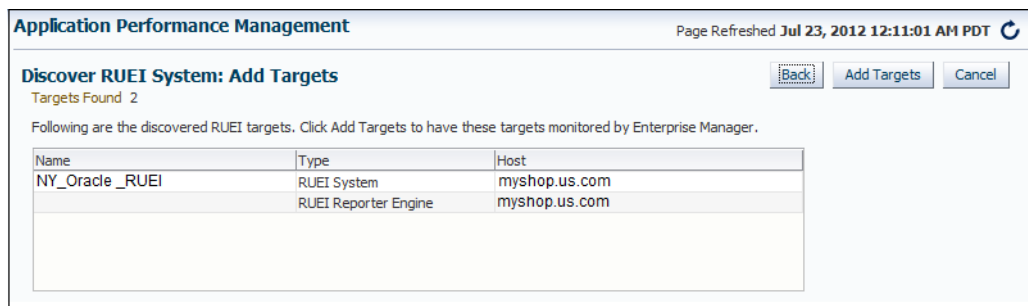 Application Performance Management
Page Refreshed Jul 23, 2012 12:11:01 AM PDT
Discover RUEI System: Add Targets
Back Add Targets Cancel
Targets Found 2
Following are the discovered RUEI targets. Click Add Targets to have these targets monitored by Enterprise Manager.
Name Type Host
NY_Oracle _RUEI RUEI System myshop.us.com
RUEI Reporter Engine myshop.us.com